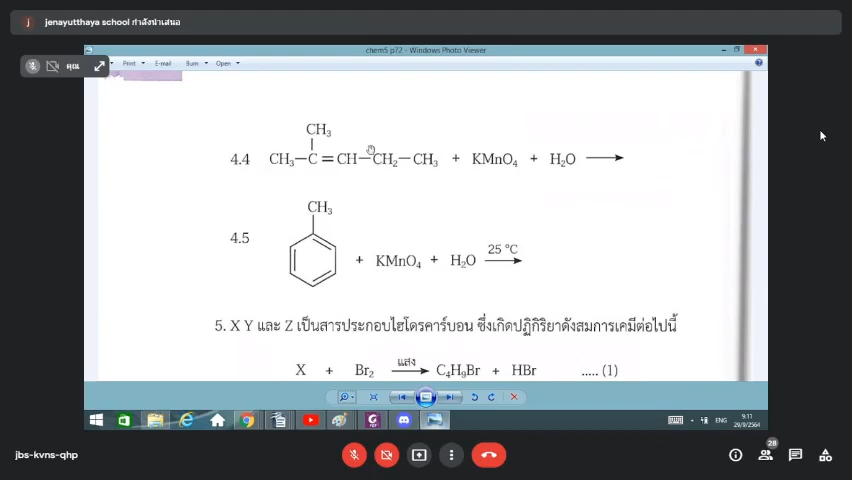 jenayutthaya school กำลังนำเสนอ
chem5 p72 - Windows Photo Viewer
คุณ
Print E-mail Burn Open
CH₃
4.4 CH₃–C=CH–CH₂–CH₃ + KMnO₄ + H₂O ⟶
CH₃
4.5 + KMnO₄ + H₂O 25 °C ⟶
5. X Y และ Z เป็นสารประกอบไฮโดรคาร์บอน ซึ่งเกิดปฏิกิริยาดังสมการเคมีต่อไปนี้
X + Br₂ แสง ⟶ C₄H₉Br + HBr ..... (1)
ENG
9:11
29/9/2564
jbs-kvns-qhp
28